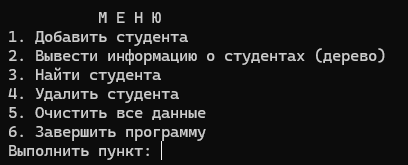 М Е Н Ю
1. Добавить студента
2. Вывести информацию о студентах (дерево)
3. Найти студента
4. Удалить студента
5. Очистить все данные
6. Завершить программу
Выполнить пункт: